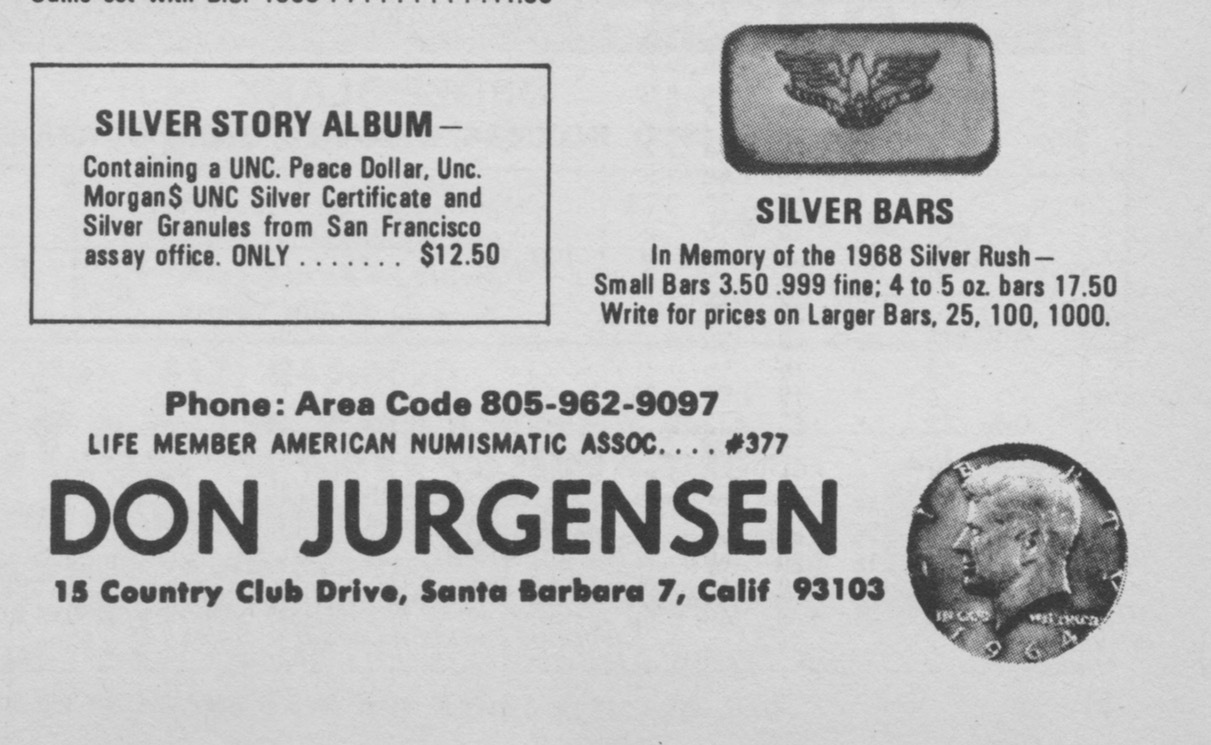 SILVER STORY ALBUM—
Containing a UNC. Peace Dollar, Unc.
Morgan$ UNC Silver Certificate and
Silver Granules from San Francisco
assay office. ONLY ....... $12.50
SILVER BARS
In Memory of the 1968 Silver Rush—
Small Bars 3.50 .999 fine; 4 to 5 oz. bars 17.50
Write for prices on Larger Bars, 25, 100, 1000.
Phone: Area Code 805-962-9097
LIFE MEMBER AMERICAN NUMISMATIC ASSOC.... #377
DON JURGENSEN
15 Country Club Drive, Santa Barbara 7, Calif 93103
IN GOD WE TRUST
1964